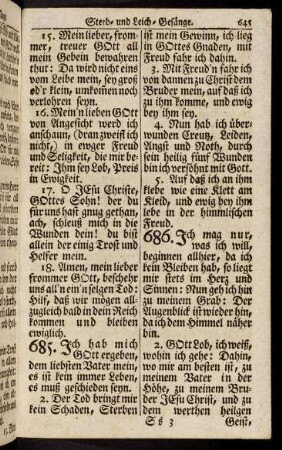 Sterb- und Leich-Gesänge. 641
15. Mein lieber, from-
mer, treuer GOtt all
mein Gebein bewahren
thut: Da wird nicht eins
vom Leibe mein, sey groß
ed'r klein, umkom̃en noch
verlohren seyn.
16. Mein'n lieben GOtt
von Angesicht werd ich
anschaun, (dran zweifl ich
nicht,) in ewger Freud
und Seligkeit, die mir be-
reit: Ihm sey Lob, Preis
in Ewigkeit.
17. O JEsu Christe,
GOttes Sohn! der du
für uns hast gnug gethan,
ach, schleuß mich in die
Wunden dein! du bist
allein der einig Trost und
Helfer mein.
18. Amen, mein lieber
frommer GOtt, beschehr
uns all'n ein'n selgen Tod:
Hilf, daß wir mögen all-
zugleich bald in dein Reich
kommen und bleiben
ewiglich.
685. Ich hab mich
GOtt ergeben,
dem liebsten Vater mein,
es ist kein immer Leben,
es muß geschieden seyn.
2. Der Tod bringt mir
kein Schaden, Sterben
ist mein Gewinn, ich lieg
in GOttes Gnaden, mit
Freud fahr ich dahin.
3. Mit Freud'n fahr ich
von dannen zu Christ dem
Bruder mein, auf daß ich
zu ihm komme, und ewig
bey ihm sey.
4. Nun hab ich über-
wunden Creutz, Leiden,
Angst und Noth, durch
sein heilig fünf Wunden
bin ich versöhnt mit Gott.
5. Auf daß ich an ihm
klebe wie eine Klett am
Kleid, und ewig bey ihm
lebe in der himmlischen
Freud.
686. Ich mag nur,
was ich will,
beginnen allhier, da ich
kein Bleiben hab, so liegt
mir stets im Herz und
Sinne: Nun geh ich hin
zu meinem Grab: Der
Augenblick ist wieder hin,
da ich dem Himmel näher
bin.
2. GOtt Lob, ich weiß,
wohin ich gehe: Dahin,
wo mir am besten ist, zu
meinem Vater in der
Höhe, zu meinem Bru-
der JEsu Christ, und zu
dem werthen heilgen
S s 3 Geist,